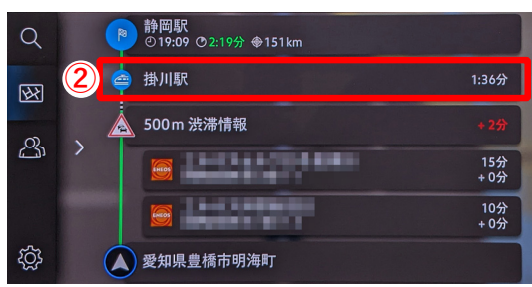 静岡駅
19:09 2:19分 151km
②
掛川駅 1:36分
500m 渋滞情報 +2分
ENEOS 15分
+0分
ENEOS 10分
+0分
愛知県豊橋市明海町